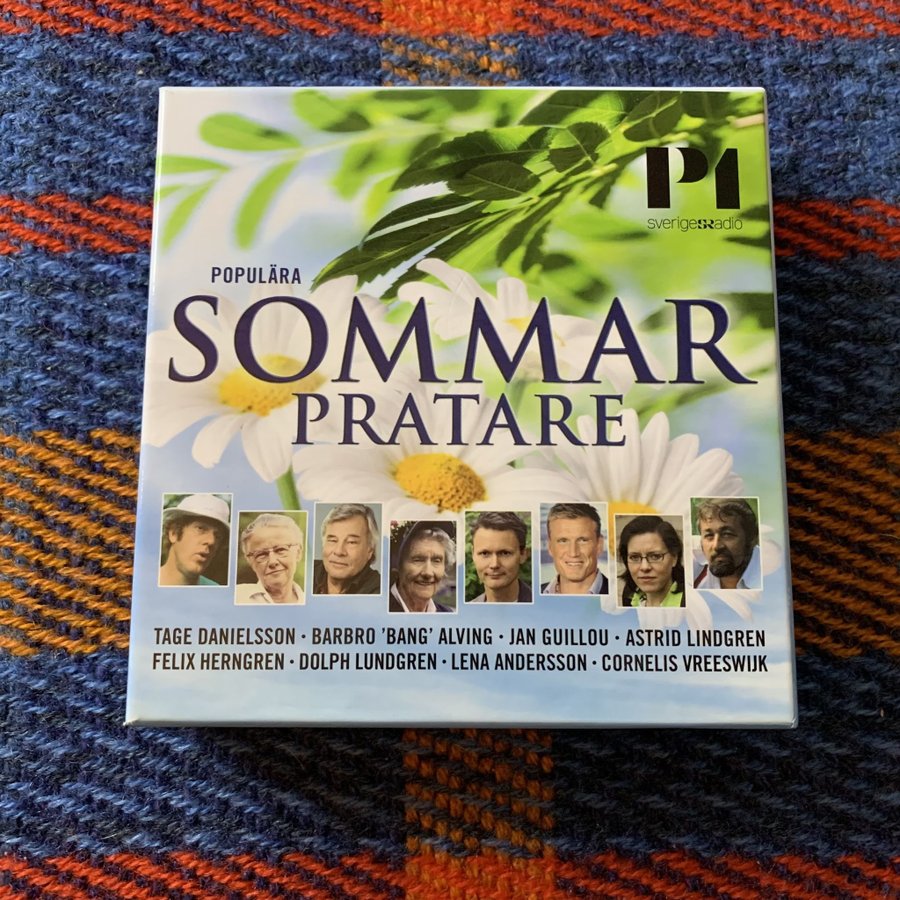 P1
sverigesRadio
POPULÄRA
SOMMAR
PRATARE
TAGE DANIELSSON · BARBRO 'BANG' ALVING · JAN GUILLOU · ASTRID LINDGREN
FELIX HERNGREN · DOLPH LUNDGREN · LENA ANDERSSON · CORNELIS VREESWIJK